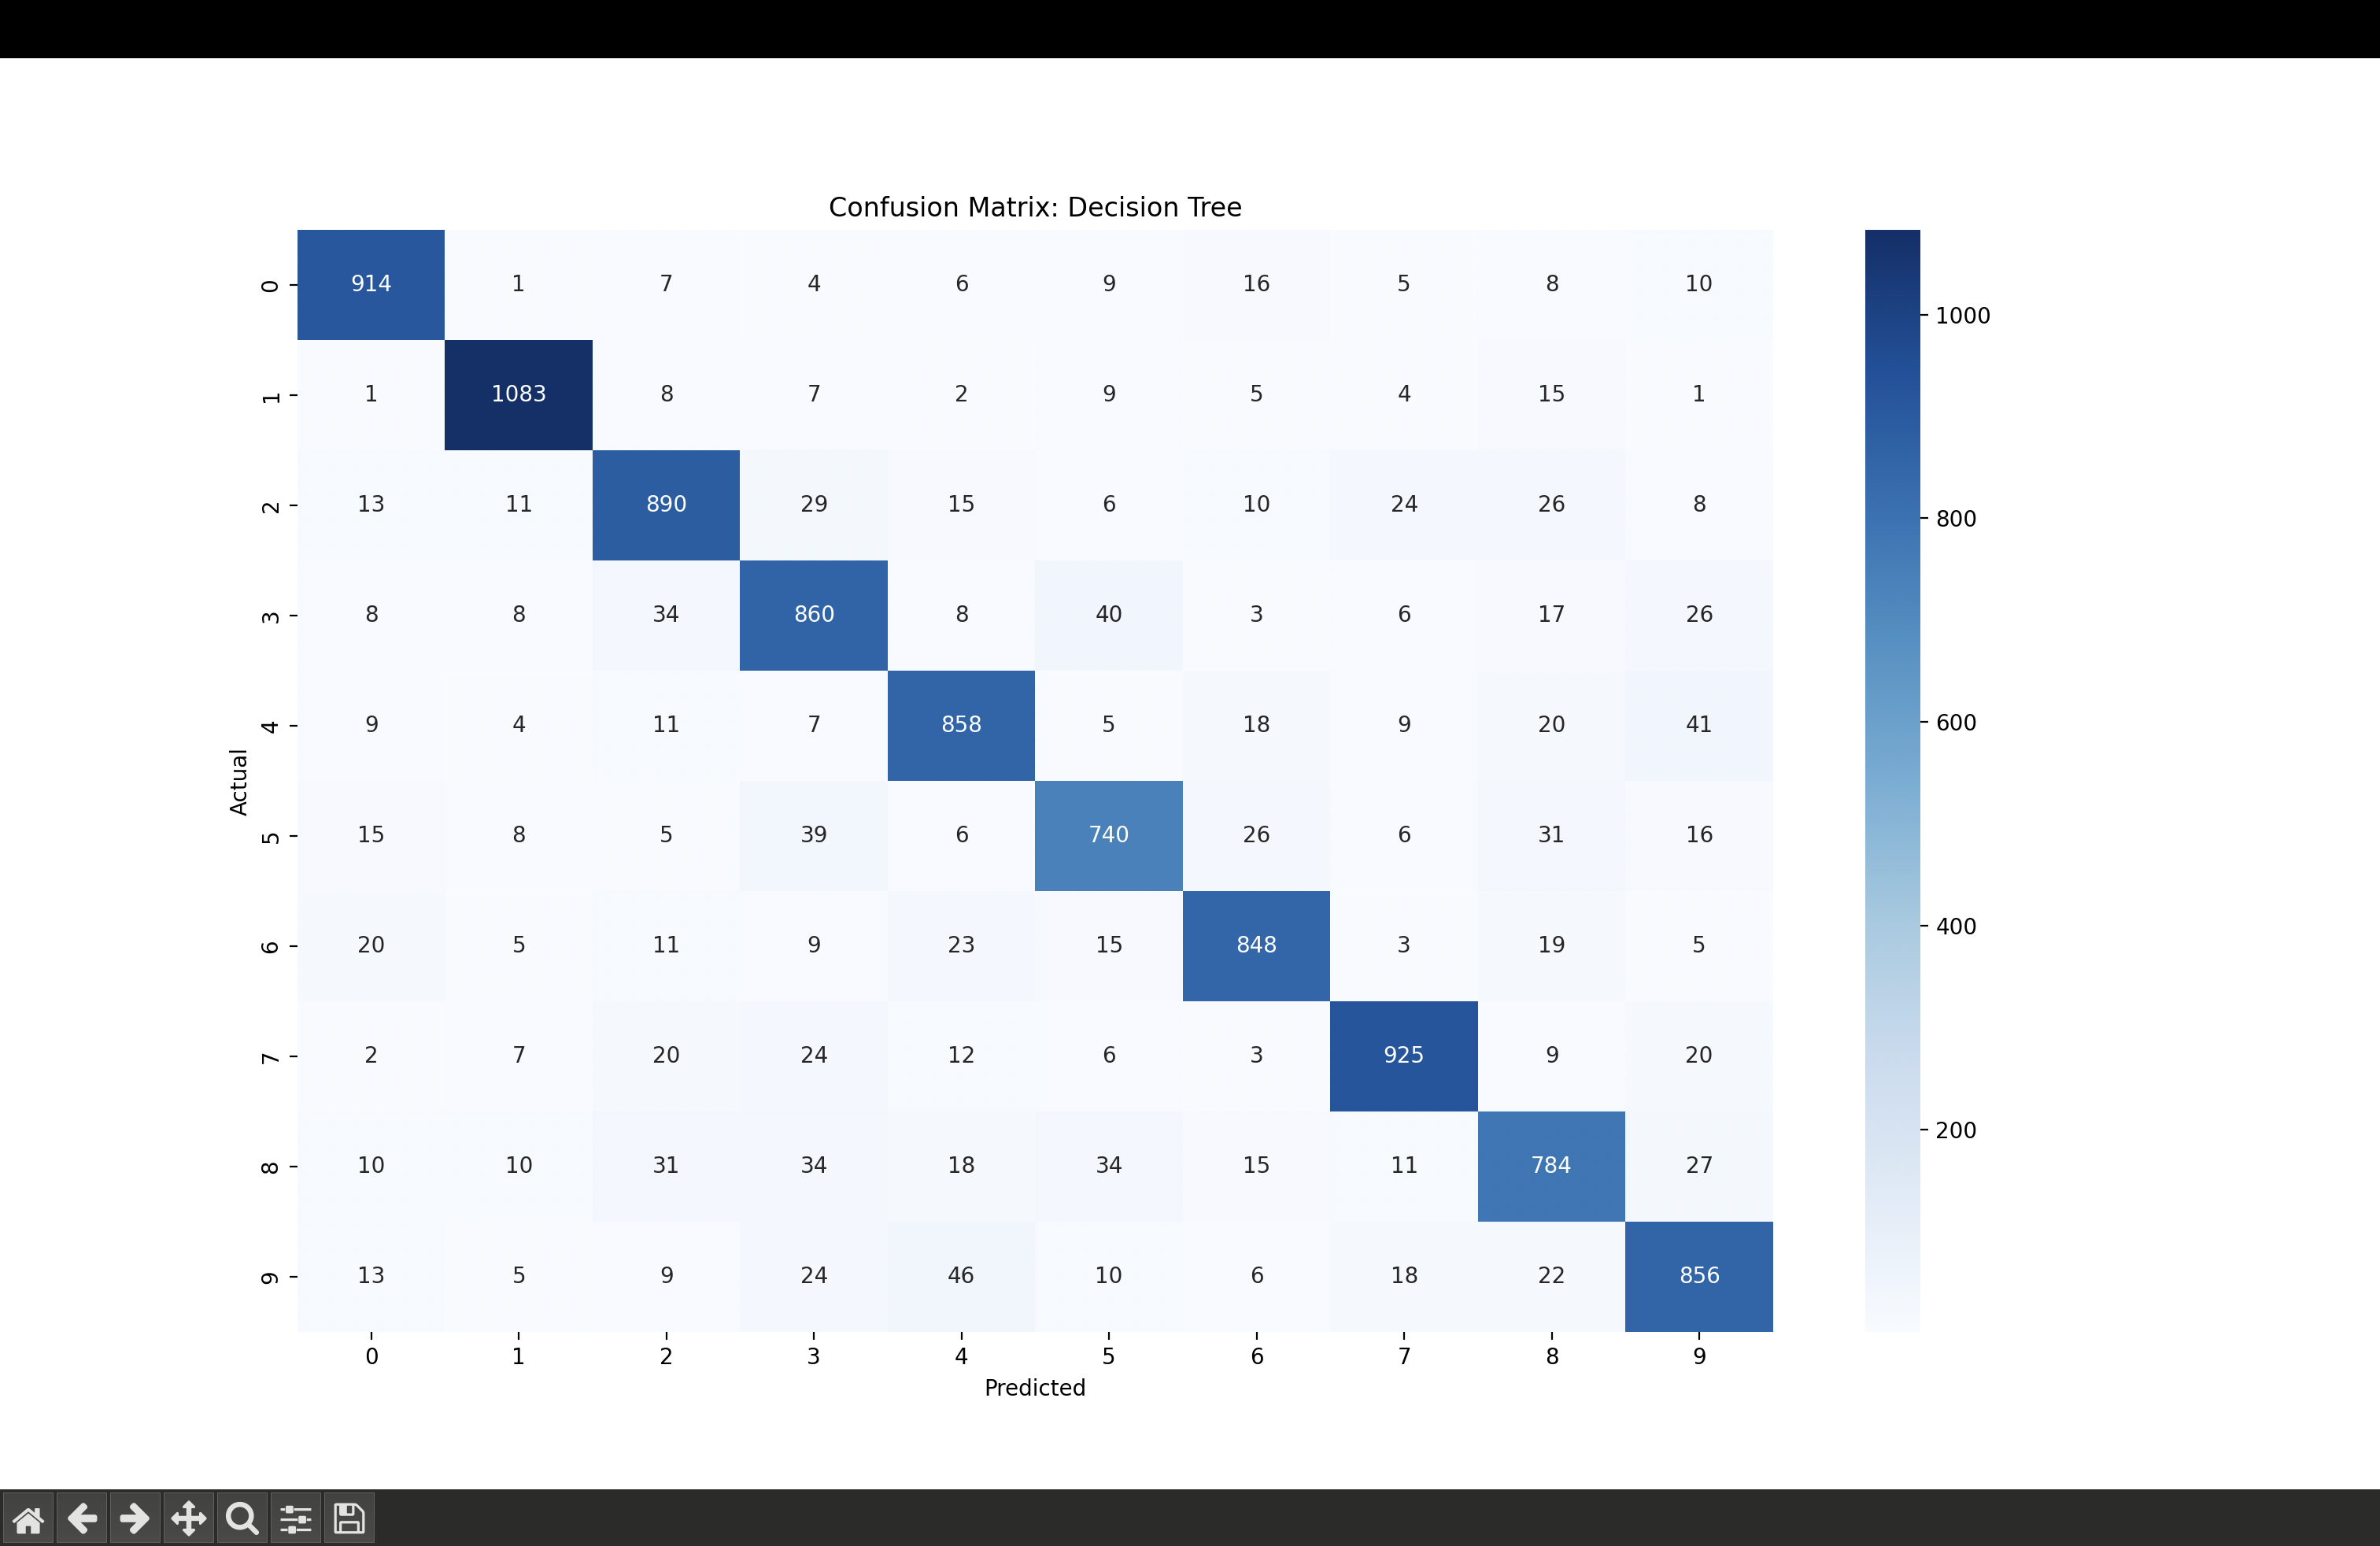 Confusion Matrix: Decision Tree
0 914 1 7 4 6 9 16 5 8 10
1 1 1083 8 7 2 9 5 4 15 1
2 13 11 890 29 15 6 10 24 26 8
3 8 8 34 860 8 40 3 6 17 26
4 9 4 11 7 858 5 18 9 20 41
5 15 8 5 39 6 740 26 6 31 16
6 20 5 11 9 23 15 848 3 19 5
7 2 7 20 24 12 6 3 925 9 20
8 10 10 31 34 18 34 15 11 784 27
9 13 5 9 24 46 10 6 18 22 856
0 1 2 3 4 5 6 7 8 9
Predicted
Actual
1000
800
600
400
200